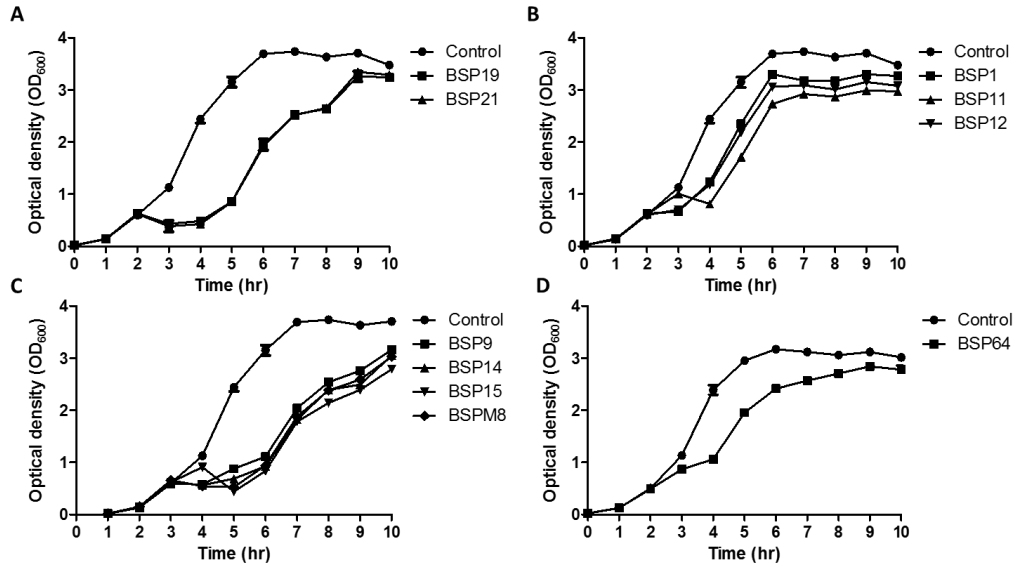 A
Optical density (OD600)
4
3
2
1
0
0 1 2 3 4 5 6 7 8 9 10
Time (hr)
Control
BSP19
BSP21
B
Optical density (OD600)
4
3
2
1
0
0 1 2 3 4 5 6 7 8 9 10
Time (hr)
Control
BSP1
BSP11
BSP12
C
Optical density (OD600)
4
3
2
1
0
0 1 2 3 4 5 6 7 8 9 10
Time (hr)
Control
BSP9
BSP14
BSP15
BSPM8
D
Optical density (OD600)
4
3
2
1
0
0 1 2 3 4 5 6 7 8 9 10
Time (hr)
Control
BSP64